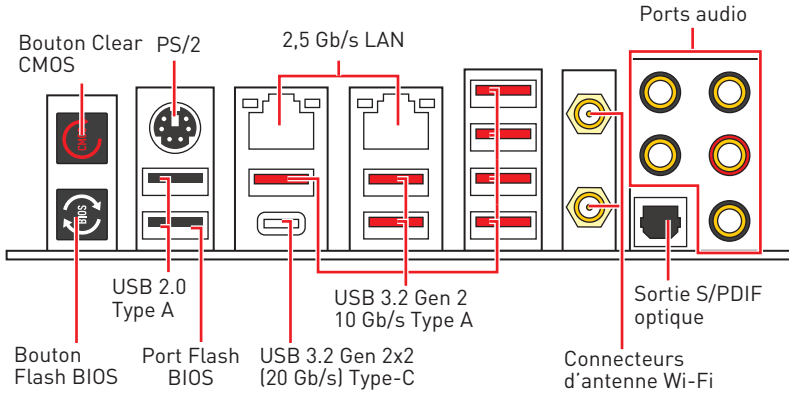 Ports audio
Bouton Clear
CMOS
PS/2
2,5 Gb/s LAN
CMOS
BIOS
USB 2.0
Type A
USB 3.2 Gen 2
10 Gb/s Type A
Sortie S/PDIF
optique
Bouton
Flash BIOS
Port Flash
BIOS
USB 3.2 Gen 2x2
(20 Gb/s) Type-C
Connecteurs
d’antenne Wi-Fi